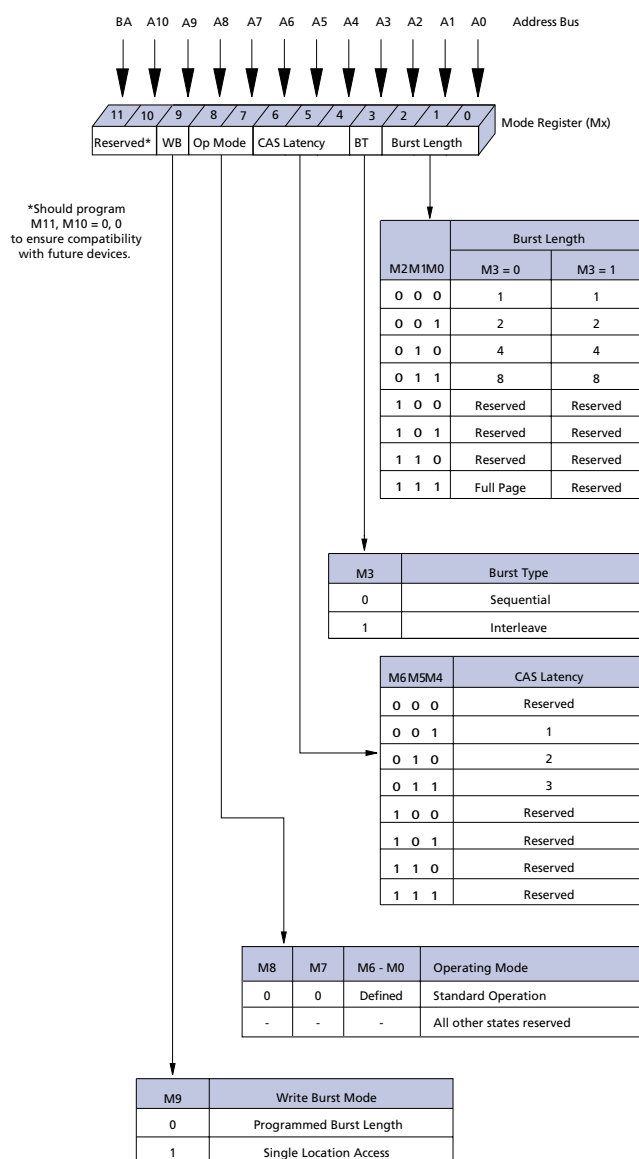 BA A10 A9 A8 A7 A6 A5 A4 A3 A2 A1 A0 Address Bus
11 10 9 8 7 6 5 4 3 2 1 0
Mode Register (Mx)
Reserved* WB Op Mode CAS Latency BT Burst Length
*Should program
M11, M10 = 0, 0
to ensure compatibility
with future devices.
Burst Length
M2M1M0 M3 = 0 M3 = 1
0 0 0 1 1
0 0 1 2 2
0 1 0 4 4
0 1 1 8 8
1 0 0 Reserved Reserved
1 0 1 Reserved Reserved
1 1 0 Reserved Reserved
1 1 1 Full Page Reserved
M3 Burst Type
0 Sequential
1 Interleave
M6M5M4 CAS Latency
0 0 0 Reserved
0 0 1 1
0 1 0 2
0 1 1 3
1 0 0 Reserved
1 0 1 Reserved
1 1 0 Reserved
1 1 1 Reserved
M8 M7 M6 - M0 Operating Mode
0 0 Defined Standard Operation
- - - All other states reserved
M9 Write Burst Mode
0 Programmed Burst Length
1 Single Location Access